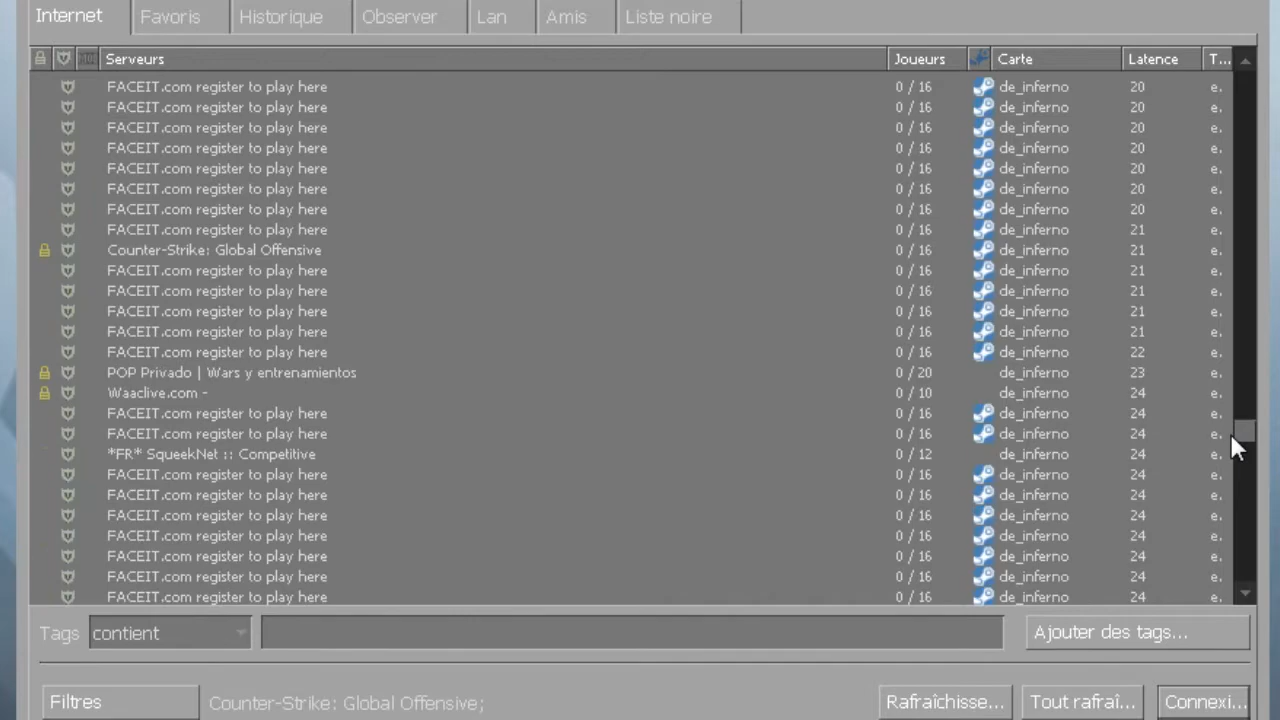 Internet Favoris Historique Observer Lan Amis Liste noire
Serveurs Joueurs Carte Latence T...
FACEIT.com register to play here 0 / 16 de_inferno 20 e.
FACEIT.com register to play here 0 / 16 de_inferno 20 e.
FACEIT.com register to play here 0 / 16 de_inferno 20 e.
FACEIT.com register to play here 0 / 16 de_inferno 20 e.
FACEIT.com register to play here 0 / 16 de_inferno 20 e.
FACEIT.com register to play here 0 / 16 de_inferno 20 e.
FACEIT.com register to play here 0 / 16 de_inferno 20 e.
FACEIT.com register to play here 0 / 16 de_inferno 21 e.
Counter-Strike: Global Offensive 0 / 16 de_inferno 21 e.
FACEIT.com register to play here 0 / 16 de_inferno 21 e.
FACEIT.com register to play here 0 / 16 de_inferno 21 e.
FACEIT.com register to play here 0 / 16 de_inferno 21 e.
FACEIT.com register to play here 0 / 16 de_inferno 21 e.
FACEIT.com register to play here 0 / 16 de_inferno 22 e.
POP Privado | Wars y entrenamientos 0 / 20 de_inferno 23 e.
Waaclive.com - 0 / 10 de_inferno 24 e.
FACEIT.com register to play here 0 / 16 de_inferno 24 e.
FACEIT.com register to play here 0 / 16 de_inferno 24 e.
*FR* SqueekNet :: Competitive 0 / 12 de_inferno 24 e.
FACEIT.com register to play here 0 / 16 de_inferno 24 e.
FACEIT.com register to play here 0 / 16 de_inferno 24 e.
FACEIT.com register to play here 0 / 16 de_inferno 24 e.
FACEIT.com register to play here 0 / 16 de_inferno 24 e.
FACEIT.com register to play here 0 / 16 de_inferno 24 e.
FACEIT.com register to play here 0 / 16 de_inferno 24 e.
FACEIT.com register to play here 0 / 16 de_inferno 24 e.
Tags contient Ajouter des tags...
Filtres Counter-Strike: Global Offensive; Rafraîchisse... Tout rafraî... Connexi...